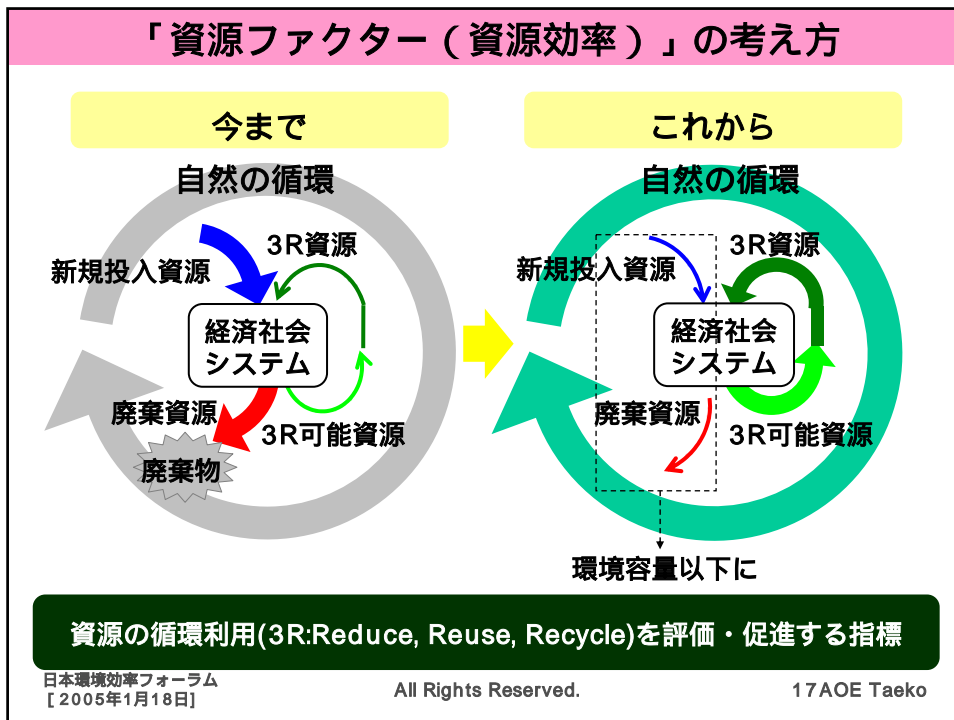 「資源ファクター(資源効率)」の考え方
今まで
これから
自然の循環
自然の循環
3R資源
新規投入資源
経済社会
システム
廃棄資源
3R可能資源
廃棄物
3R資源
新規投入資源
経済社会
システム
廃棄資源
3R可能資源
環境容量以下に
資源の循環利用(3R:Reduce, Reuse, Recycle)を評価・促進する指標
日本環境効率フォーラム
[ 2005年1月18日]
All Rights Reserved.
17AOE Taeko